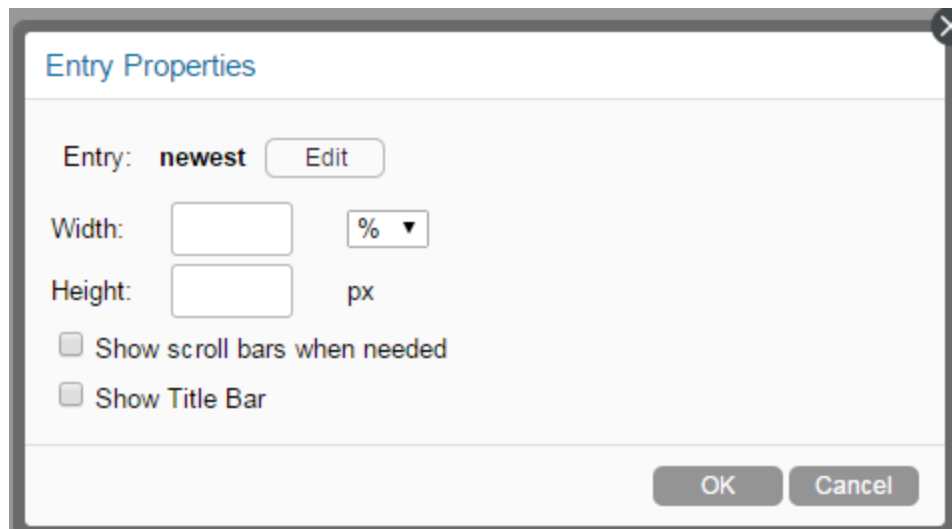 Entry Properties
Entry: newest Edit
Width: %
Height: px
Show scroll bars when needed
Show Title Bar
OK Cancel